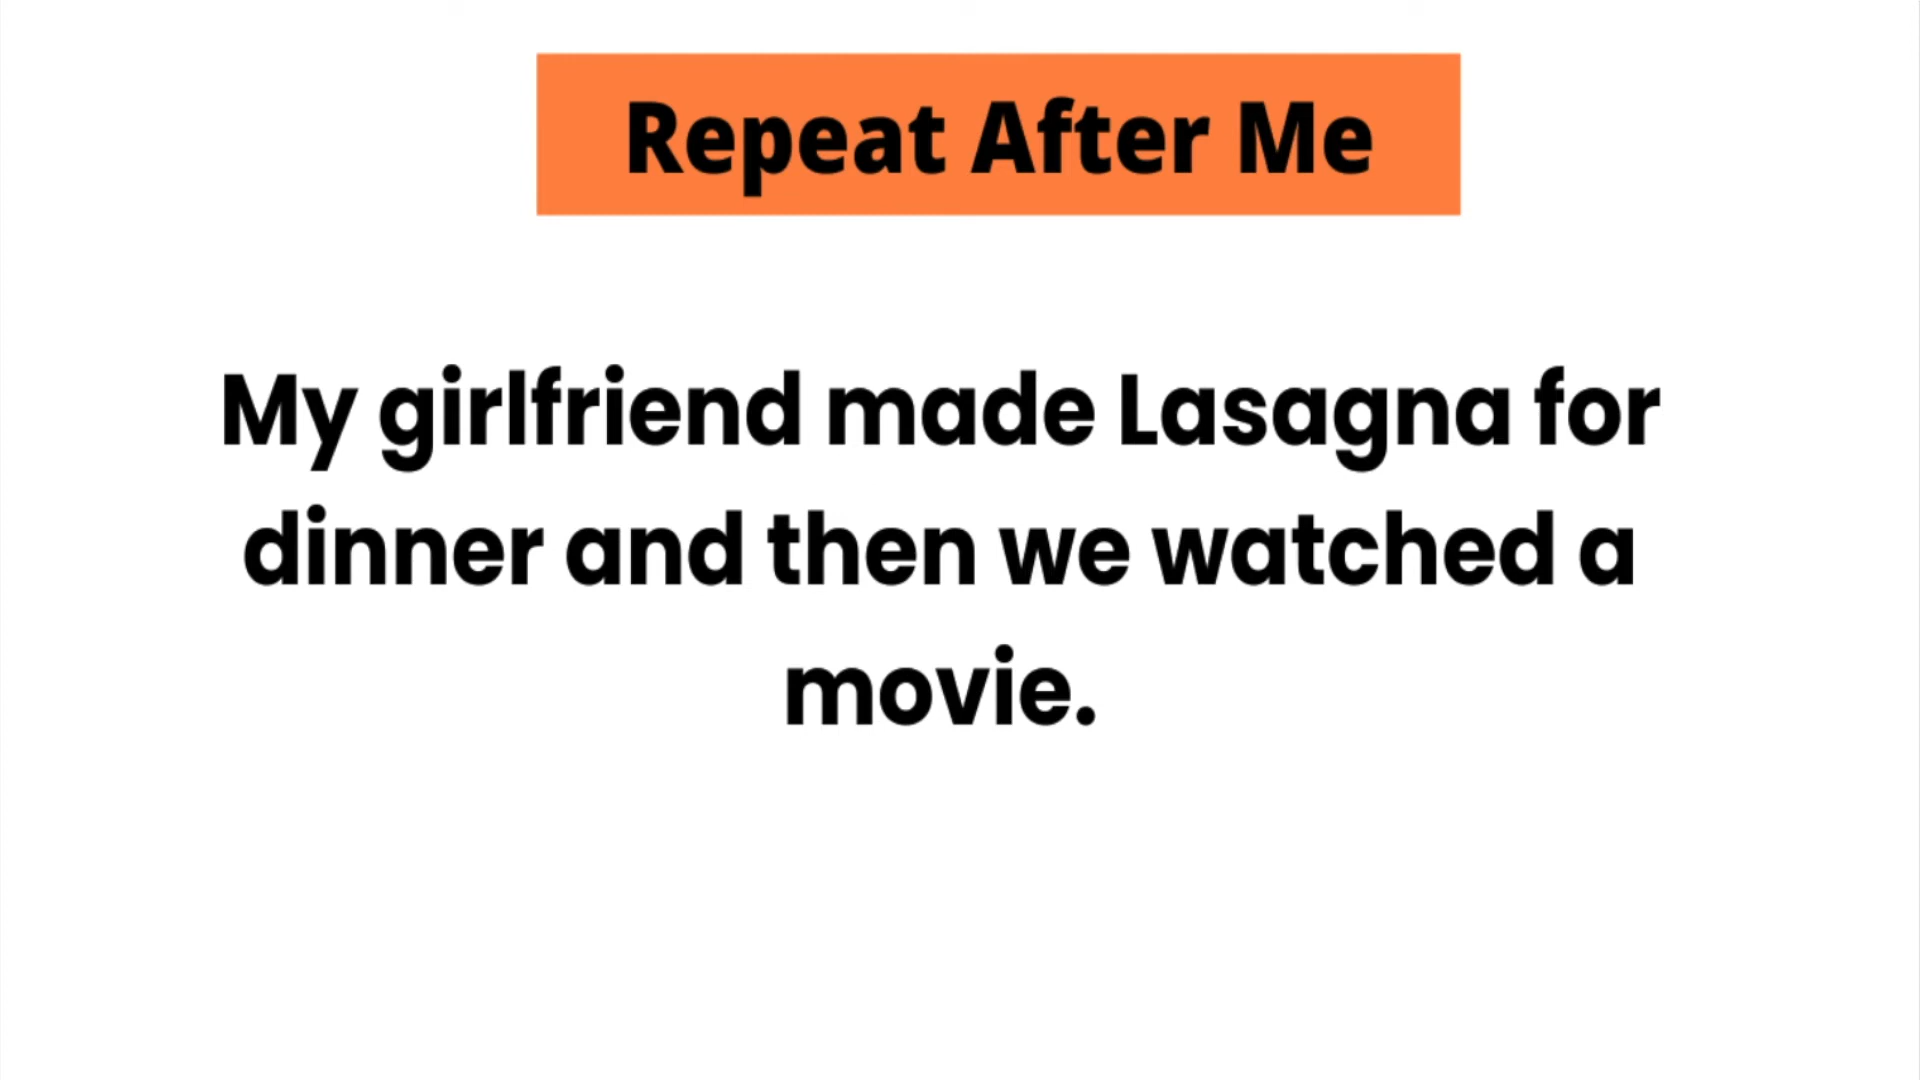 Repeat After Me
My girlfriend made Lasagna for
dinner and then we watched a
movie.